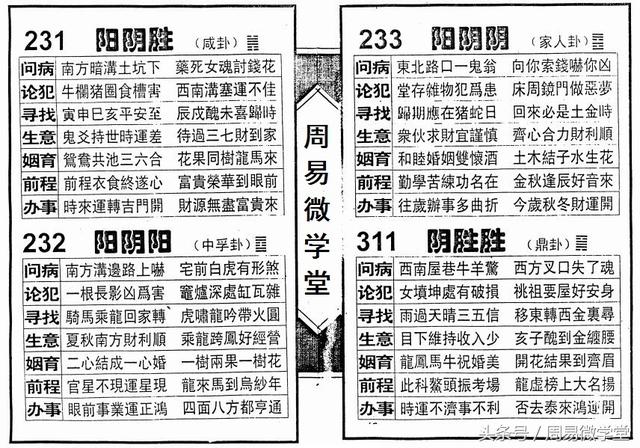 231 阳阴胜 （咸卦）
问病 南方暗溝土坑下 藥死女魂討錢花
论犯 牛欄猪圈食槽害 西南溝塞運不佳
寻找 寅申巳亥平安至 辰戌醜未喜歸時
生意 鬼爻持世時運差 待過三七財到家
姻育 鴛鴦共池三六合 花果同樹龍馬來
前程 前程衣食終遂心 富貴榮華到眼前
办事 時來運轉吉門開 財源無盡富貴來
232 阳阴阳 （中孚卦）
问病 南方溝邊路上嚇 宅前白虎有形煞
论犯 一根長影凶爲害 竈爐深處缸瓦雜
寻找 騎馬乘龍回家轉 虎嘯龍吟帶火圓
生意 夏秋南方財利順 乘龍跨鳳好經營
姻育 二心結成一心婚 一樹兩果一樹花
前程 官星不現運星現 龍來馬到烏紗年
办事 眼前事業運正鴻 四面八方都亨通
周易微学堂
233 阳阴阴 （家人卦）
问病 東北路口一鬼翁 向你索錢嚇你凶
论犯 堂存雜物犯爲患 床周鏡門做惡夢
寻找 歸期應在猪蛇日 回來必是土金時
生意 衆伙求財宜謹慎 齊心合力財利順
姻育 和睦婚姻雙懷酒 土木結子水生花
前程 勤學苦練功名在 金秋逢辰好音來
办事 往歲辦事多曲折 今歲秋冬財運開
311 阴胜胜 （鼎卦）
问病 西南屋巷牛羊驚 西方叉口失了魂
论犯 女墳坤處有破損 祧祖要屋好安身
寻找 雨過天晴三五信 移東轉西金裏尋
生意 目下維持收入少 亥子醜到金纏腰
姻育 龍鳳馬牛祝婚美 開花結果到齊眉
前程 此科鰲頭振考場 龍虛榜上大名揚
办事 時運不濟事不利 否去泰來鴻運開
头条号／周易微学堂